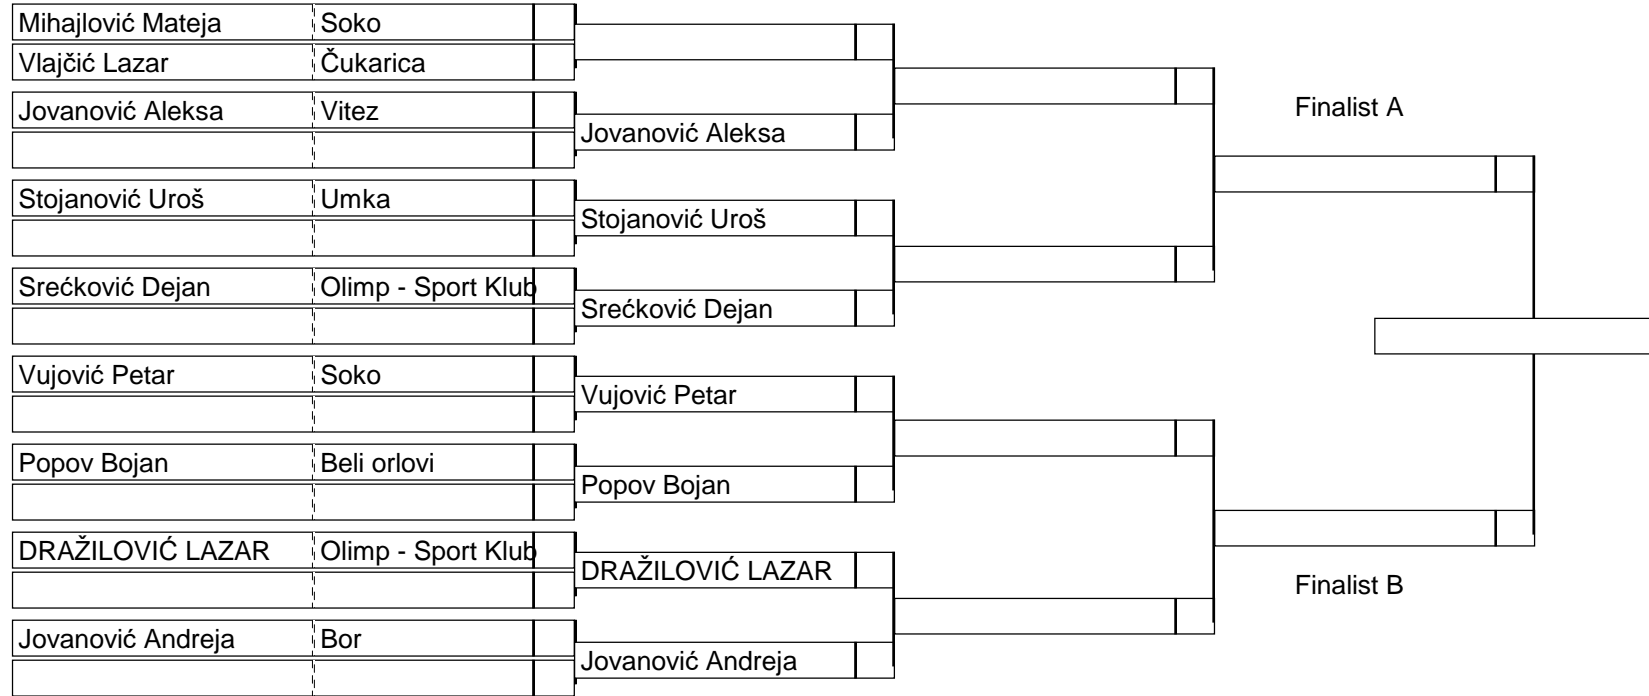 Mihajlović Mateja Soko
Vlajčić Lazar Čukarica
Jovanović Aleksa Vitez
Jovanović Aleksa
Stojanović Uroš Umka
Stojanović Uroš
Srećković Dejan Olimp - Sport Klub
Srećković Dejan
Vujović Petar Soko
Vujović Petar
Popov Bojan Beli orlovi
Popov Bojan
DRAŽILOVIĆ LAZAR Olimp - Sport Klub
DRAŽILOVIĆ LAZAR
Jovanović Andreja Bor
Jovanović Andreja
Finalist A
Finalist B